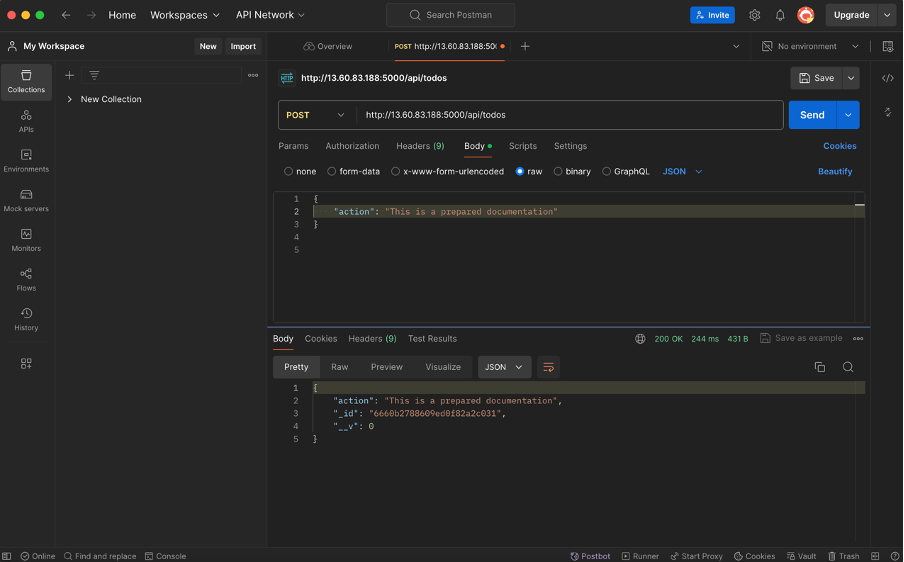 Home Workspaces API Network Search Postman Invite Upgrade
My Workspace New Import Overview POST http://13.60.83.188:500 No environment
Collections
APIs
Environments
Mock servers
Monitors
Flows
History
New Collection
HTTP http://13.60.83.188:5000/api/todos Save
POST http://13.60.83.188:5000/api/todos Send
Params Authorization Headers (9) Body Scripts Settings Cookies
none form-data x-www-form-urlencoded raw binary GraphQL JSON Beautify
1 {
2 "action": "This is a prepared documentation"
3 }
4
5
Body Cookies Headers (9) Test Results 200 OK 244 ms 431 B Save as example
Pretty Raw Preview Visualize JSON
1 {
2 "action": "This is a prepared documentation",
3 "_id": "6660b2788609ed0f82a2c031",
4 "__v": 0
5 }
Online Find and replace Console Postbot Runner Start Proxy Cookies Vault Trash